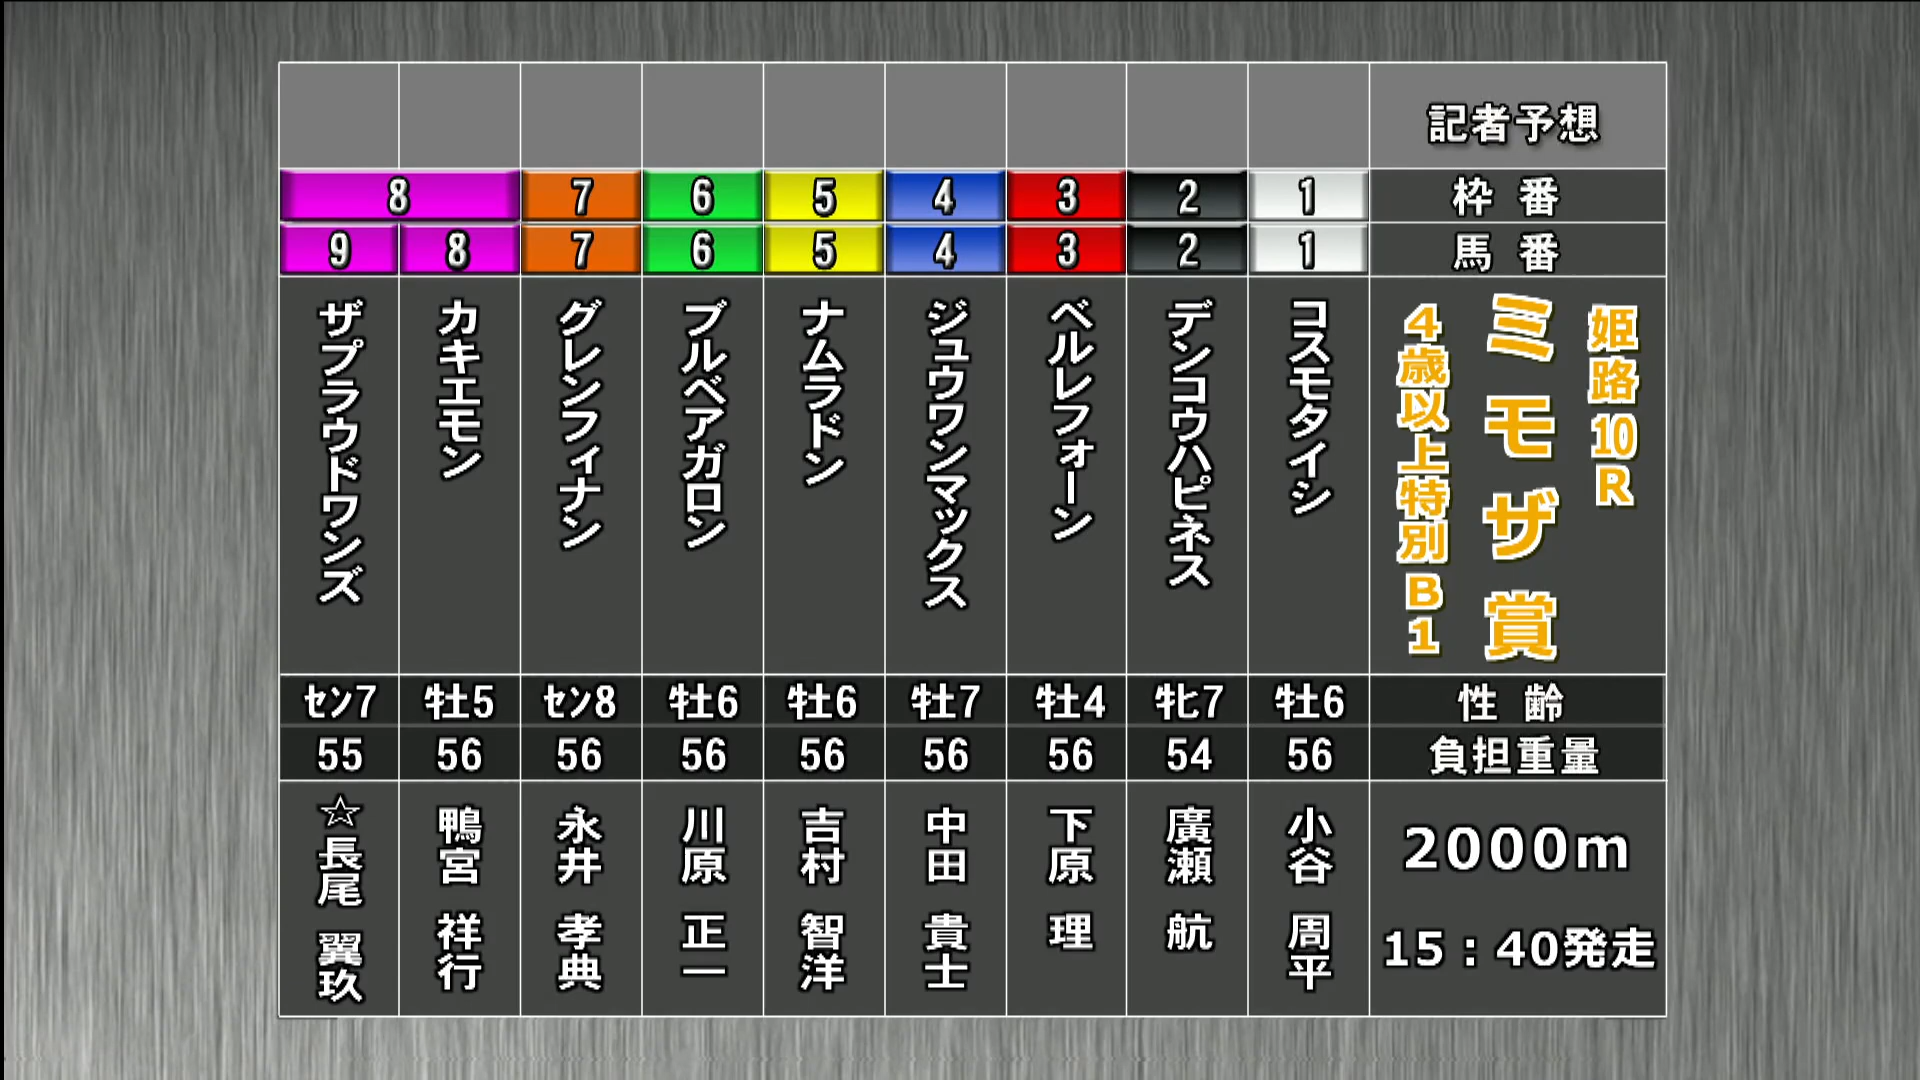 記者予想
枠番 1 2 3 4 5 6 7 8
馬番 1 2 3 4 5 6 7 8 9
姫路10R
ミモザ賞
4歳以上特別 B1
コスモタイシ
デンコウハピネス
ベルレフォーン
ジュウワンマックス
ナムラドン
ブルベアガロン
グレンフィナン
カキエモン
ザプラウドワンズ
性齢 牡6 牝7 牡4 牡7 牡6 牡6 セン8 牡5 セン7
負担重量 56 54 56 56 56 56 56 56 55
2000m
15:40発走
小谷 周平
廣瀬 航
下原 理
中田 貴士
吉村 智洋
川原 正一
永井 孝典
鴨宮 祥行
☆長尾 翼玖